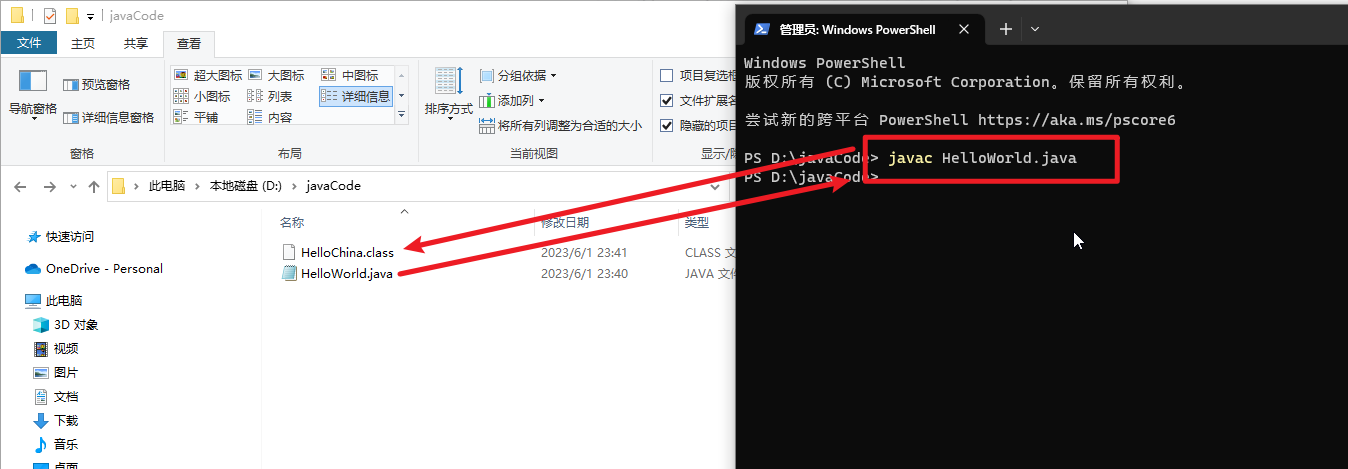 javaCode
文件 主页 共享 查看
导航窗格
预览窗格
详细信息窗格
窗格
超大图标 大图标 中图标
小图标 列表 详细信息
平铺 内容
布局
排序方式
分组依据
添加列
将所有列调整为合适的大小
当前视图
项目复选框
文件扩展名
隐藏的项目
显示/隐
此电脑 本地磁盘 (D:) javaCode
快速访问
OneDrive - Personal
此电脑
3D 对象
视频
图片
文档
下载
音乐
桌面
名称 修改日期 类型
HelloChina.class 2023/6/1 23:41 CLASS 文
HelloWorld.java 2023/6/1 23:40 JAVA 文件
管理员: Windows PowerShell
Windows PowerShell
版权所有 (C) Microsoft Corporation。保留所有权利。
尝试新的跨平台 PowerShell https://aka.ms/pscore6
PS D:\javaCode> javac HelloWorld.java
PS D:\javaCode>